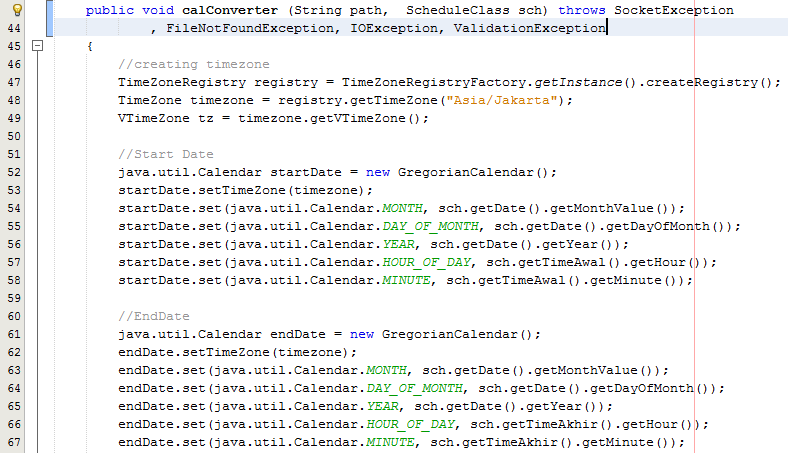 public void calConverter (String path,  ScheduleClass sch) throws SocketException
44 , FileNotFoundException, IOException, ValidationException
45 {
46 //creating timezone
47 TimeZoneRegistry registry = TimeZoneRegistryFactory.getInstance().createRegistry();
48 TimeZone timezone = registry.getTimeZone("Asia/Jakarta");
49 VTimeZone tz = timezone.getVTimeZone();
50
51 //Start Date
52 java.util.Calendar startDate = new GregorianCalendar();
53 startDate.setTimeZone(timezone);
54 startDate.set(java.util.Calendar.MONTH, sch.getDate().getMonthValue());
55 startDate.set(java.util.Calendar.DAY_OF_MONTH, sch.getDate().getDayOfMonth());
56 startDate.set(java.util.Calendar.YEAR, sch.getDate().getYear());
57 startDate.set(java.util.Calendar.HOUR_OF_DAY, sch.getTimeAwal().getHour());
58 startDate.set(java.util.Calendar.MINUTE, sch.getTimeAwal().getMinute());
59
60 //EndDate
61 java.util.Calendar endDate = new GregorianCalendar();
62 endDate.setTimeZone(timezone);
63 endDate.set(java.util.Calendar.MONTH, sch.getDate().getMonthValue());
64 endDate.set(java.util.Calendar.DAY_OF_MONTH, sch.getDate().getDayOfMonth());
65 endDate.set(java.util.Calendar.YEAR, sch.getDate().getYear());
66 endDate.set(java.util.Calendar.HOUR_OF_DAY, sch.getTimeAkhir().getHour());
67 endDate.set(java.util.Calendar.MINUTE, sch.getTimeAkhir().getMinute());